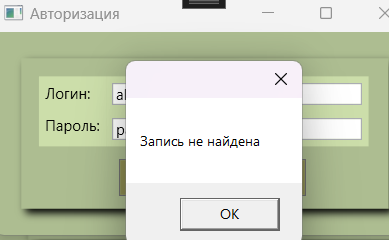 Авторизация
Логин:
Пароль:
Запись не найдена
OK